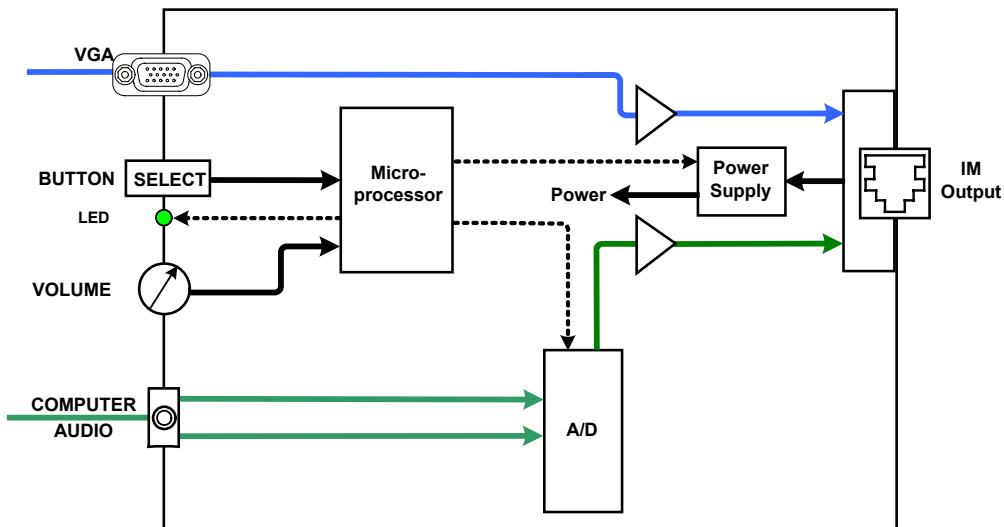 VGA
BUTTON
SELECT
Micro-
processor
Power
Supply
Power
IM
Output
LED
VOLUME
COMPUTER
AUDIO
A/D